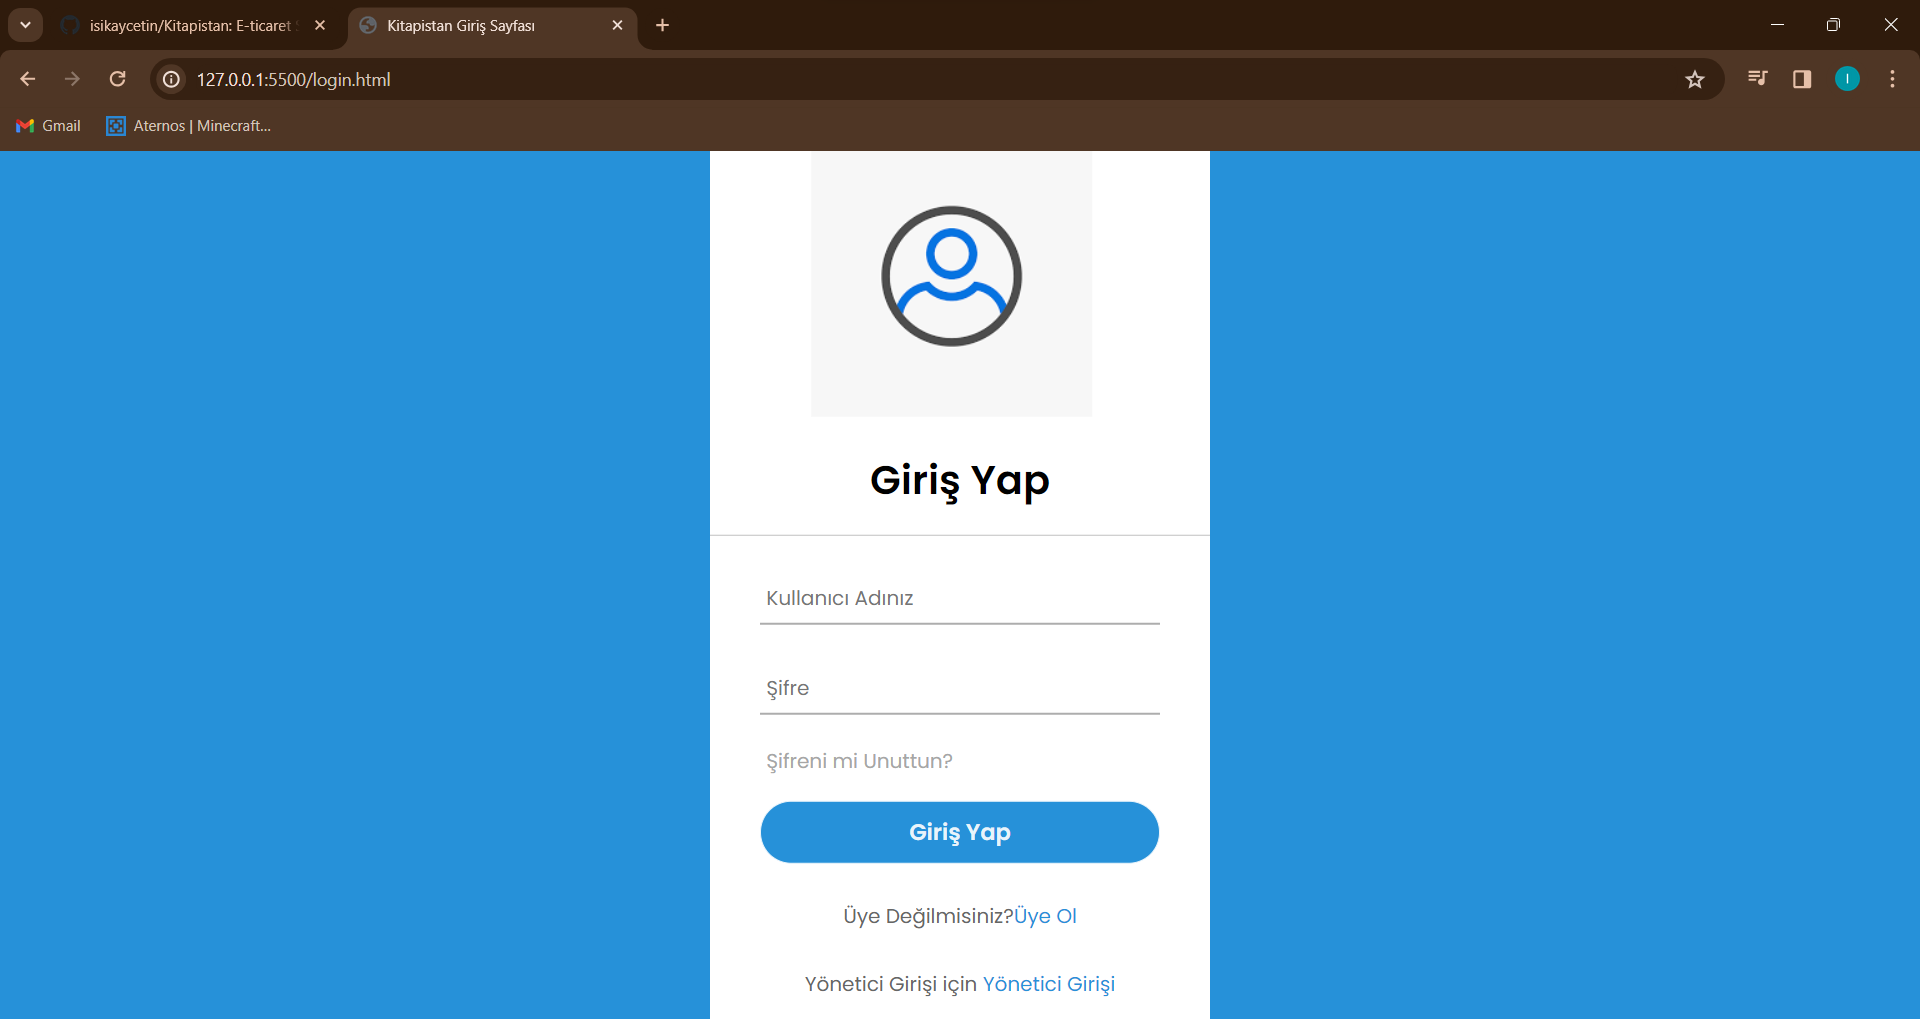 isikaycetin/Kitapistan: E-ticaret
Kitapistan Giriş Sayfası
127.0.0.1:5500/login.html
I
Gmail
Aternos | Minecraft...
Giriş Yap
Kullanıcı Adınız
Şifre
Şifreni mi Unuttun?
Giriş Yap
Üye Değilmisiniz?Üye Ol
Yönetici Girişi için Yönetici Girişi